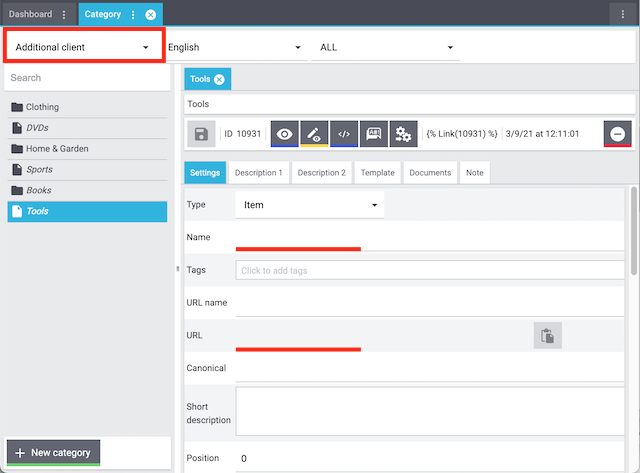 Dashboard
Category
Additional client
English
ALL
Search
Clothing
DVDs
Home & Garden
Sports
Books
Tools
+ New category
Tools
Tools
ID 10931
</>
ABC
{% Link(10931) %}
3/9/21 at 12:11:01
Settings
Description 1
Description 2
Template
Documents
Note
Type
Item
Name
Tags
Click to add tags
URL name
URL
Canonical
Short
description
Position
0